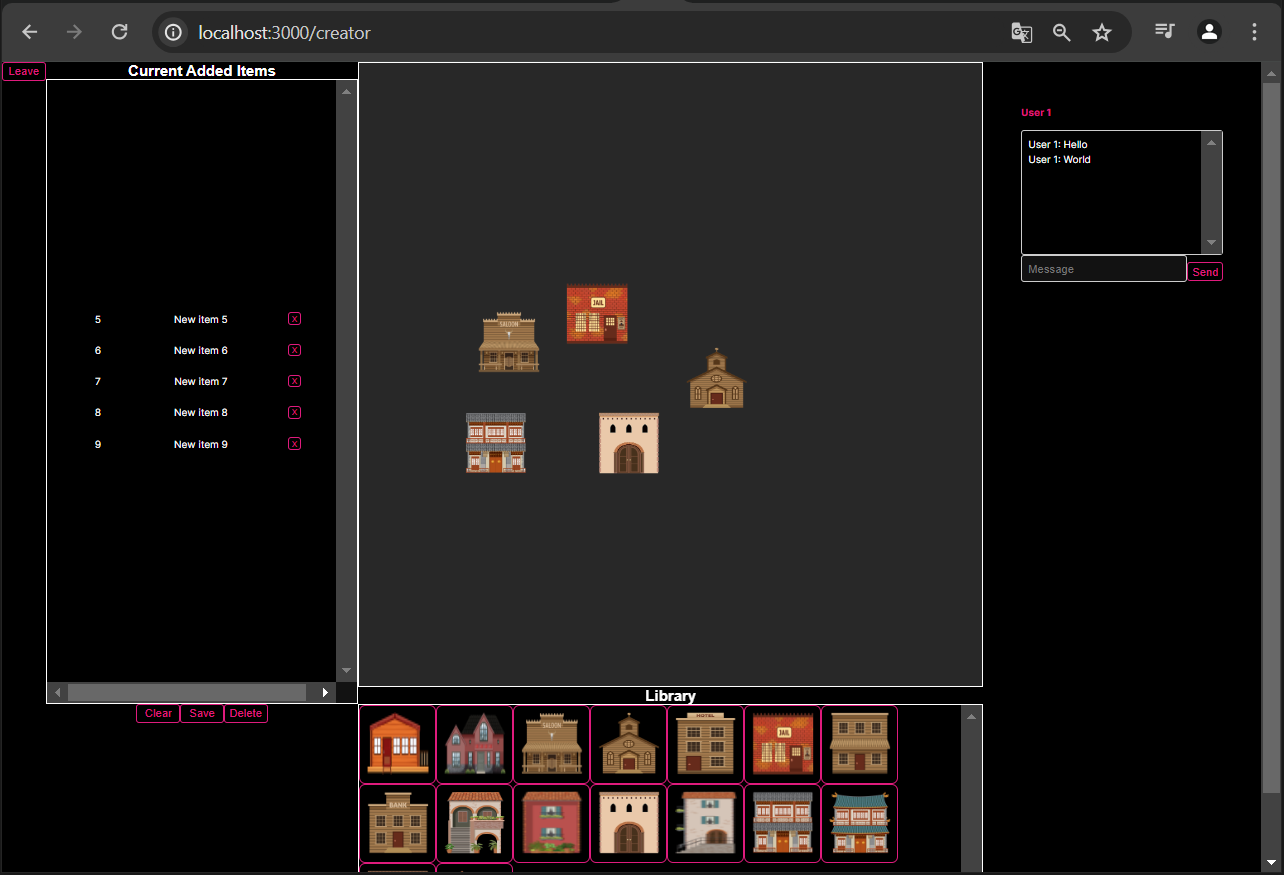 localhost:3000/creator
Leave
Current Added Items
5 New item 5 X
6 New item 6 X
7 New item 7 X
8 New item 8 X
9 New item 9 X
Clear Save Delete
SALOON
JAIL
Library
SALOON
HOTEL
JAIL
BANK
User 1
User 1: Hello
User 1: World
Message
Send